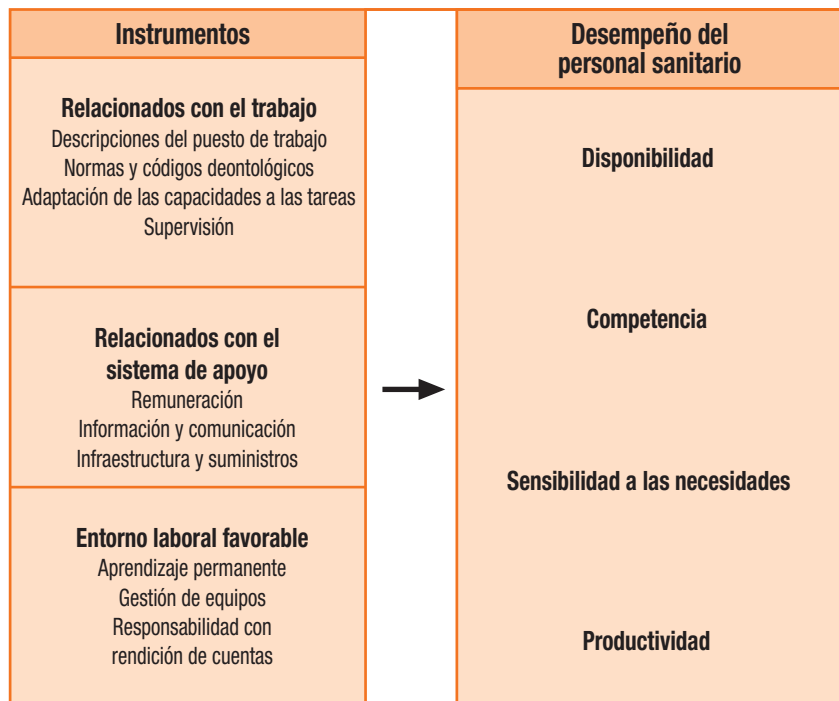 Instrumentos
Relacionados con el trabajo
Descripciones del puesto de trabajo
Normas y códigos deontológicos
Adaptación de las capacidades a las tareas
Supervisión
Relacionados con el
sistema de apoyo
Remuneración
Información y comunicación
Infraestructura y suministros
Entorno laboral favorable
Aprendizaje permanente
Gestión de equipos
Responsabilidad con
rendición de cuentas
Desempeño del
personal sanitario
Disponibilidad
Competencia
Sensibilidad a las necesidades
Productividad